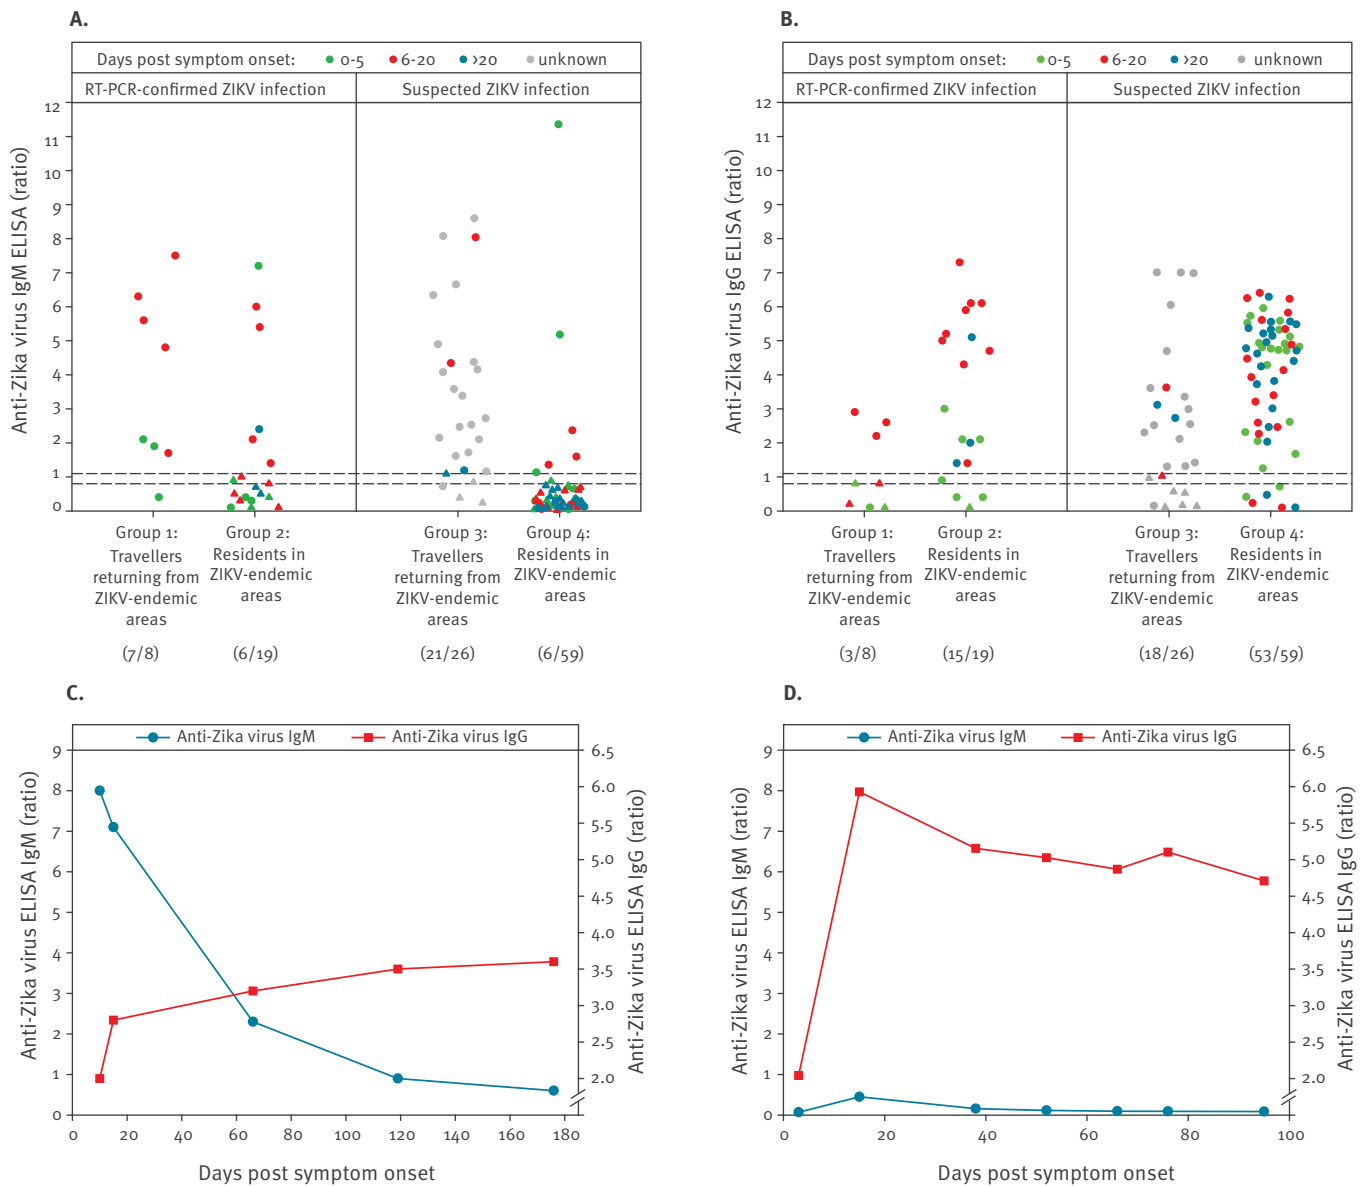 A.
Days post symptom onset: 0-5 6-20 >20 unknown
RT-PCR-confirmed ZIKV infection Suspected ZIKV infection
Anti-Zika virus IgM ELISA (ratio)
12
11
10
9
8
7
6
5
4
3
2
1
0
Group 1:
Travellers
returning from
ZIKV-endemic
areas
(7/8)
Group 2:
Residents in
ZIKV-endemic
areas
(6/19)
Group 3:
Travellers
returning from
ZIKV-endemic
areas
(21/26)
Group 4:
Residents in
ZIKV-endemic
areas
(6/59)
B.
Days post symptom onset: 0-5 6-20 >20 unknown
RT-PCR-confirmed ZIKV infection Suspected ZIKV infection
Anti-Zika virus IgG ELISA (ratio)
12
11
10
9
8
7
6
5
4
3
2
1
0
Group 1:
Travellers
returning from
ZIKV-endemic
areas
(3/8)
Group 2:
Residents in
ZIKV-endemic
areas
(15/19)
Group 3:
Travellers
returning from
ZIKV-endemic
areas
(18/26)
Group 4:
Residents in
ZIKV-endemic
areas
(53/59)
C.
Anti-Zika virus IgM Anti-Zika virus IgG
Anti-Zika virus ELISA IgM (ratio)
9
8
7
6
5
4
3
2
1
0
6.5
6.0
5.5
5.0
4.5
4.0
3.5
3.0
2.5
2.0
Anti-Zika virus ELISA IgG (ratio)
0 20 40 60 80 100 120 140 160 180
Days post symptom onset
D.
Anti-Zika virus IgM Anti-Zika virus IgG
Anti-Zika virus ELISA IgM (ratio)
9
8
7
6
5
4
3
2
1
0
6.5
6.0
5.5
5.0
4.5
4.0
3.5
3.0
2.5
2.0
Anti-Zika virus ELISA IgG (ratio)
0 20 40 60 80 100
Days post symptom onset